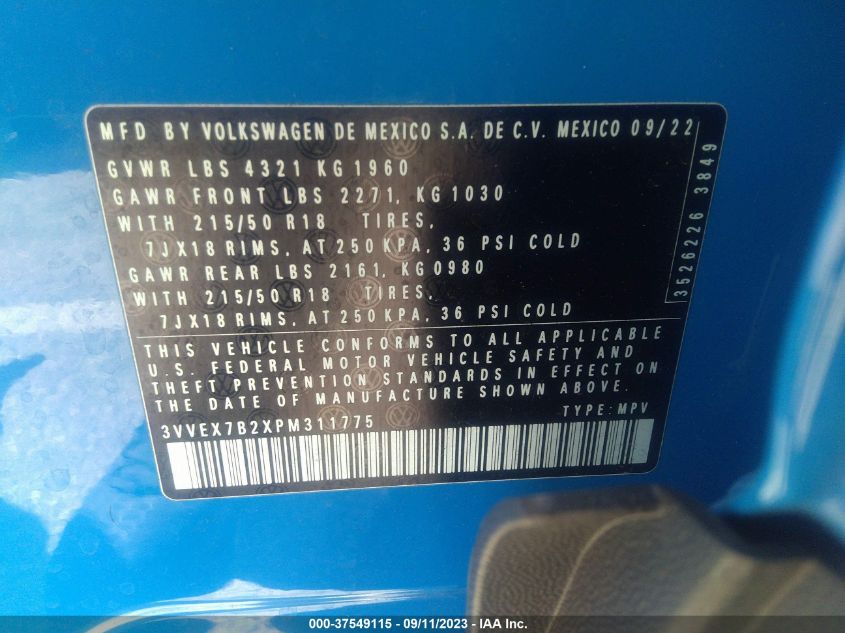 MFD BY VOLKSWAGEN DE MEXICO S.A. DE C.V. MEXICO 09/22
GVWR LBS 4321 KG 1960
GAWR FRONT LBS 2271, KG 1030
WITH 215/50 R18 TIRES,
7JX18 RIMS, AT 250 KPA, 36 PSI COLD
GAWR REAR LBS 2161, KG 0980
WITH 215/50 R18 TIRES,
7JX18 RIMS, AT 250 KPA, 36 PSI COLD
3526226 3849
THIS VEHICLE CONFORMS TO ALL APPLICABLE
U.S. FEDERAL MOTOR VEHICLE SAFETY AND
THEFT PREVENTION STANDARDS IN EFFECT ON
THE DATE OF MANUFACTURE SHOWN ABOVE.
3VVEX7B2XPM311775 TYPE: MPV
000-37549115 - 09/11/2023 - IAA Inc.